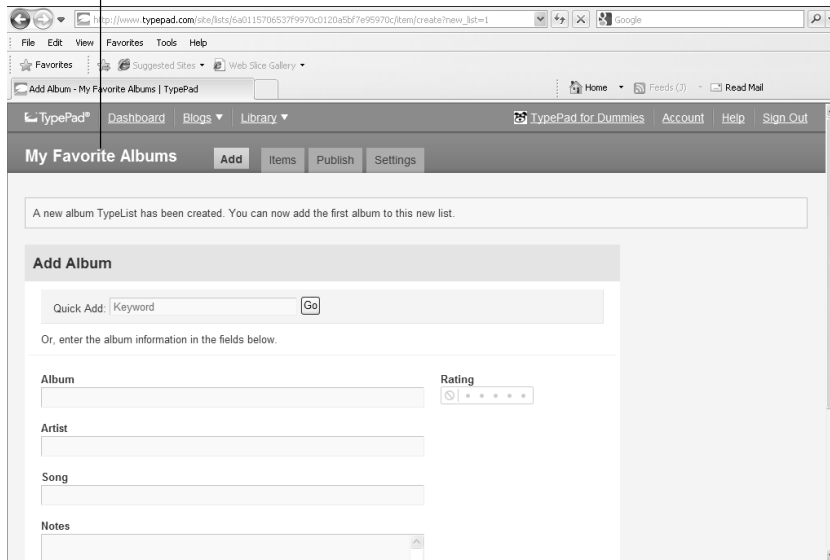 http://www.typepad.com/site/lists/6a0115706537f9970c0120a5bf7e95970c/item/create?new_list=1 Google
File Edit View Favorites Tools Help
Favorites Suggested Sites Web Slice Gallery
Add Album - My Favorite Albums | TypePad Home Feeds (J) Read Mail
TypePad® Dashboard Blogs Library TypePad for Dummies Account Help Sign Out
My Favorite Albums Add Items Publish Settings
A new album TypeList has been created. You can now add the first album to this new list.
Add Album
Quick Add: Keyword Go
Or, enter the album information in the fields below.
Album Rating
Artist
Song
Notes